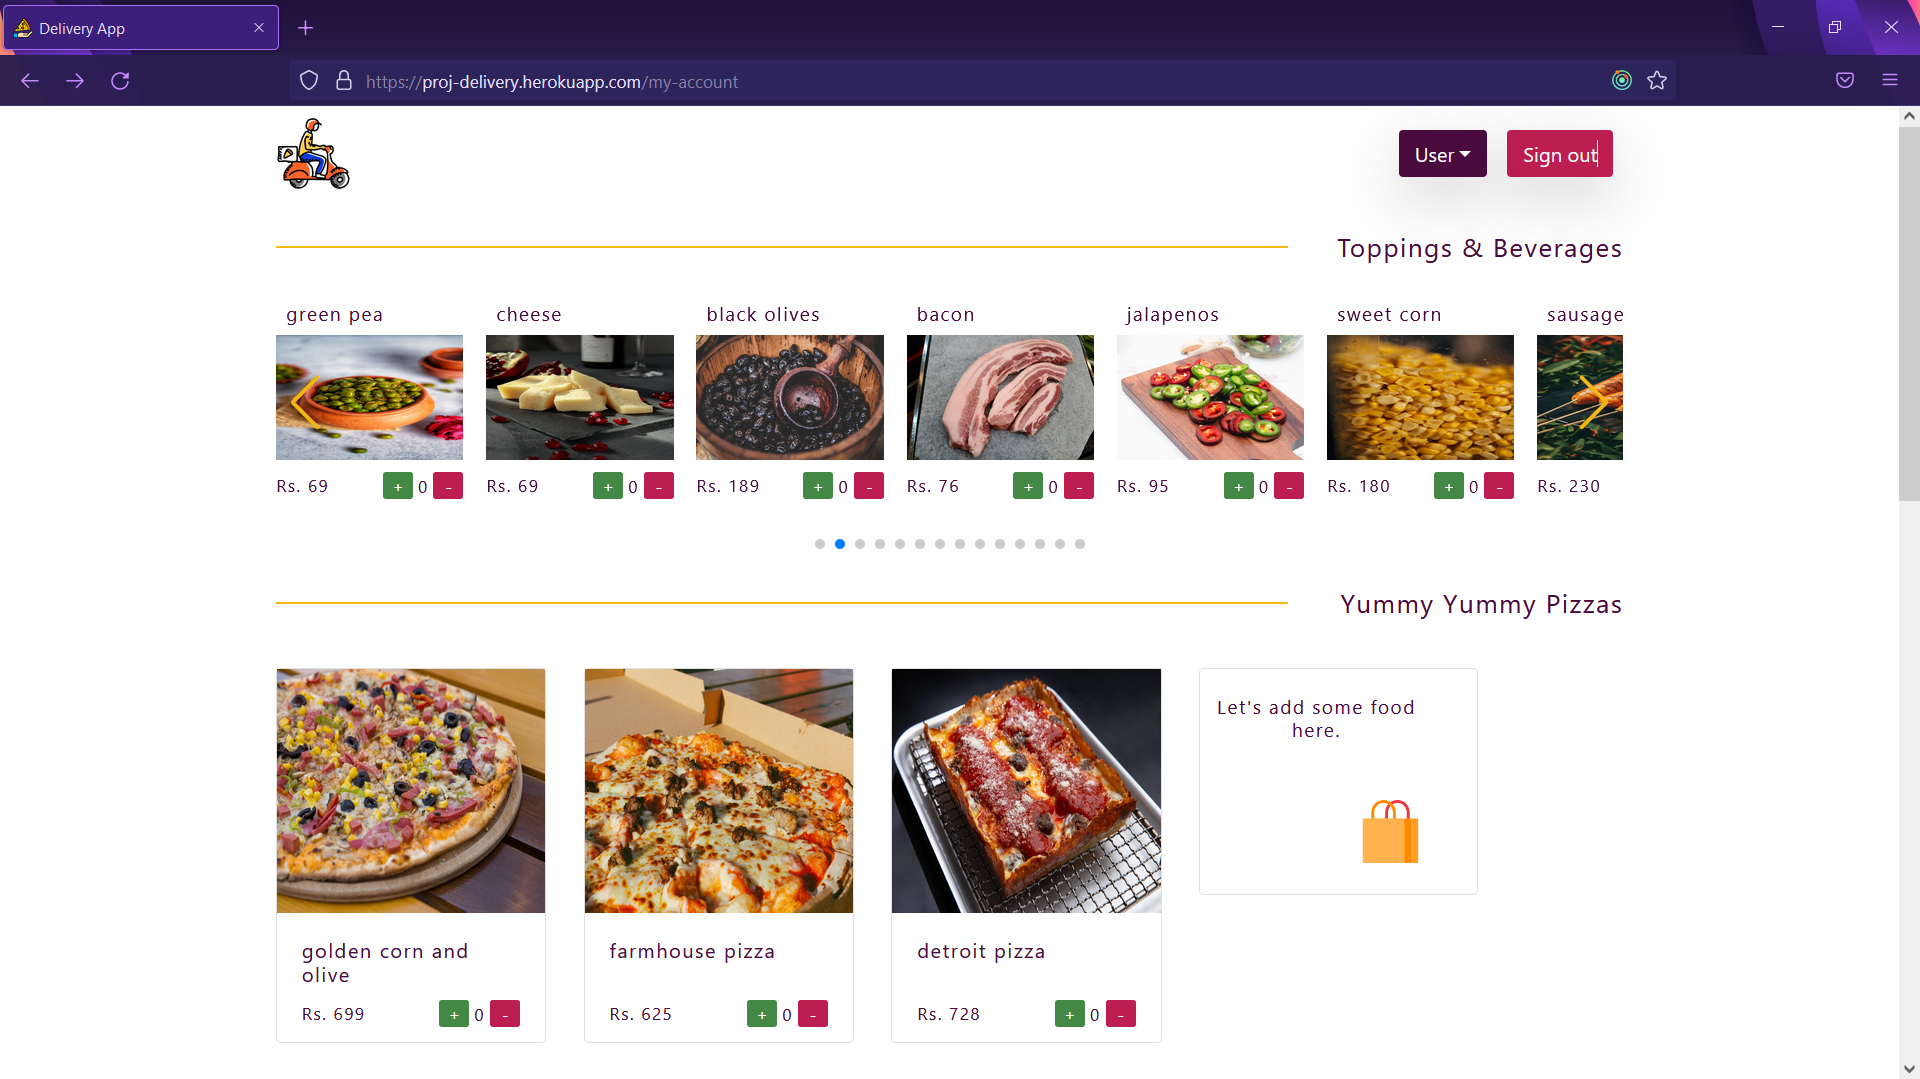 Delivery App
https://proj-delivery.herokuapp.com/my-account
User
Sign out
Toppings & Beverages
green pea
cheese
black olives
bacon
jalapenos
sweet corn
sausage
Rs. 69 + 0 -
Rs. 69 + 0 -
Rs. 189 + 0 -
Rs. 76 + 0 -
Rs. 95 + 0 -
Rs. 180 + 0 -
Rs. 230
Yummy Yummy Pizzas
golden corn and
olive
Rs. 699 + 0 -
farmhouse pizza
Rs. 625 + 0 -
detroit pizza
Rs. 728 + 0 -
Let's add some food
here.